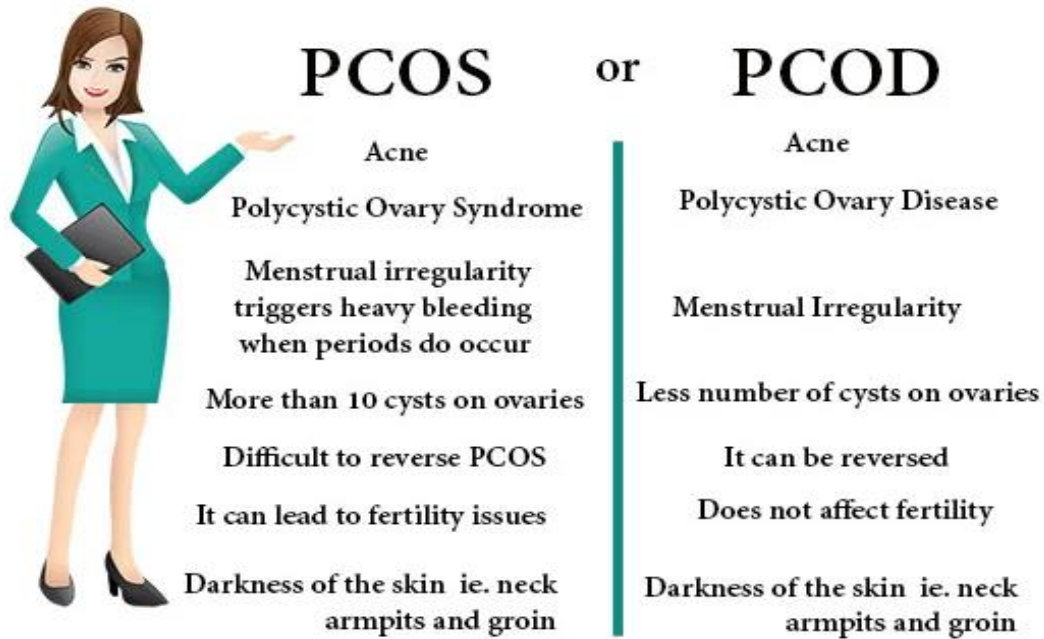 PCOS or PCOD
Acne
Polycystic Ovary Syndrome
Menstrual irregularity
triggers heavy bleeding
when periods do occur
More than 10 cysts on ovaries
Difficult to reverse PCOS
It can lead to fertility issues
Darkness of the skin ie. neck
armpits and groin
Acne
Polycystic Ovary Disease
Menstrual Irregularity
Less number of cysts on ovaries
It can be reversed
Does not affect fertility
Darkness of the skin ie. neck
armpits and groin